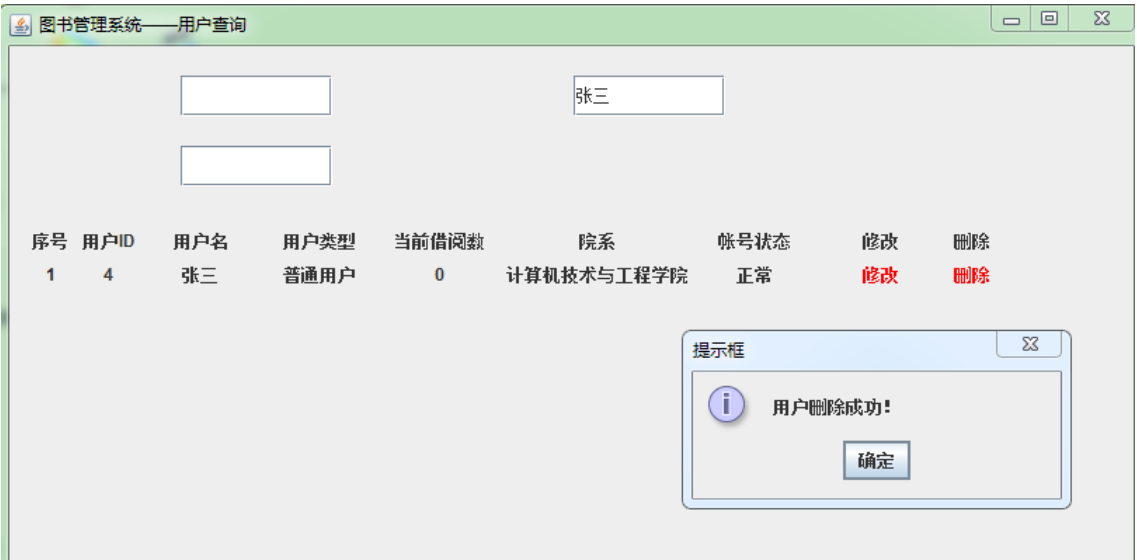 图书管理系统——用户查询
张三
序号 用户ID 用户名 用户类型 当前借阅数 院系 帐号状态 修改 删除
1 4 张三 普通用户 0 计算机技术与工程学院 正常 修改 删除
提示框
用户删除成功!
确定